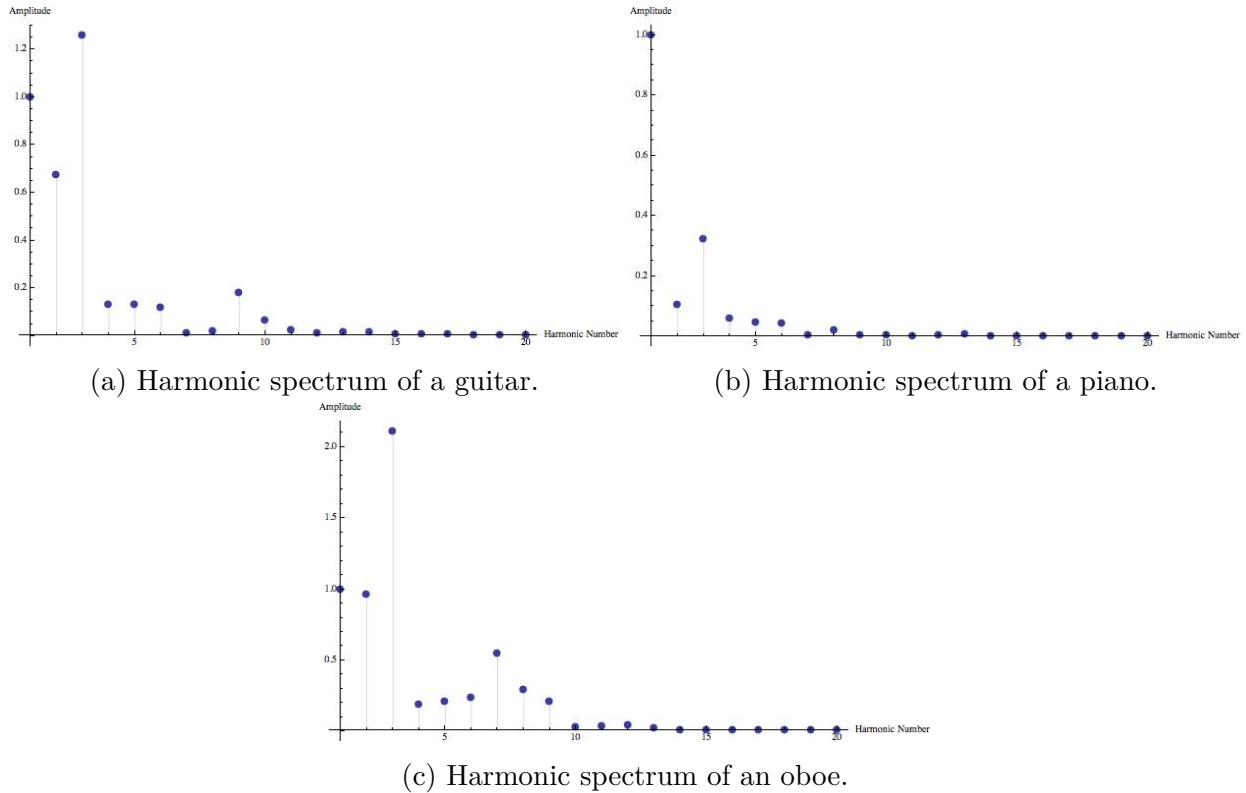 Amplitude
1.2
1.0
0.8
0.6
0.4
0.2
5 10 15 20
Harmonic Number
(a) Harmonic spectrum of a guitar.
Amplitude
1.0
0.8
0.6
0.4
0.2
5 10 15 20
Harmonic Number
(b) Harmonic spectrum of a piano.
Amplitude
2.0
1.5
1.0
0.5
5 10 15 20
Harmonic Number
(c) Harmonic spectrum of an oboe.